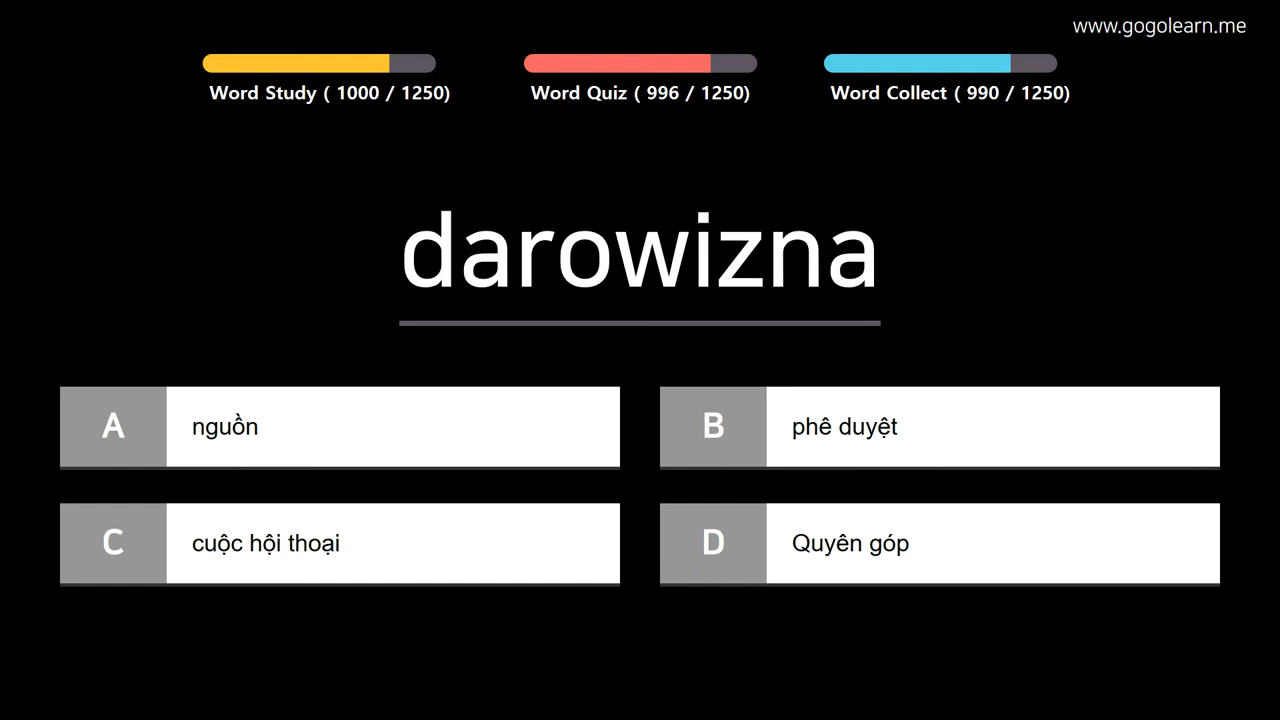 www.gogolearn.me
Word Study ( 1000 / 1250)
Word Quiz ( 996 / 1250)
Word Collect ( 990 / 1250)
darowizna
A
nguồn
B
phê duyệt
C
cuộc hội thoại
D
Quyên góp